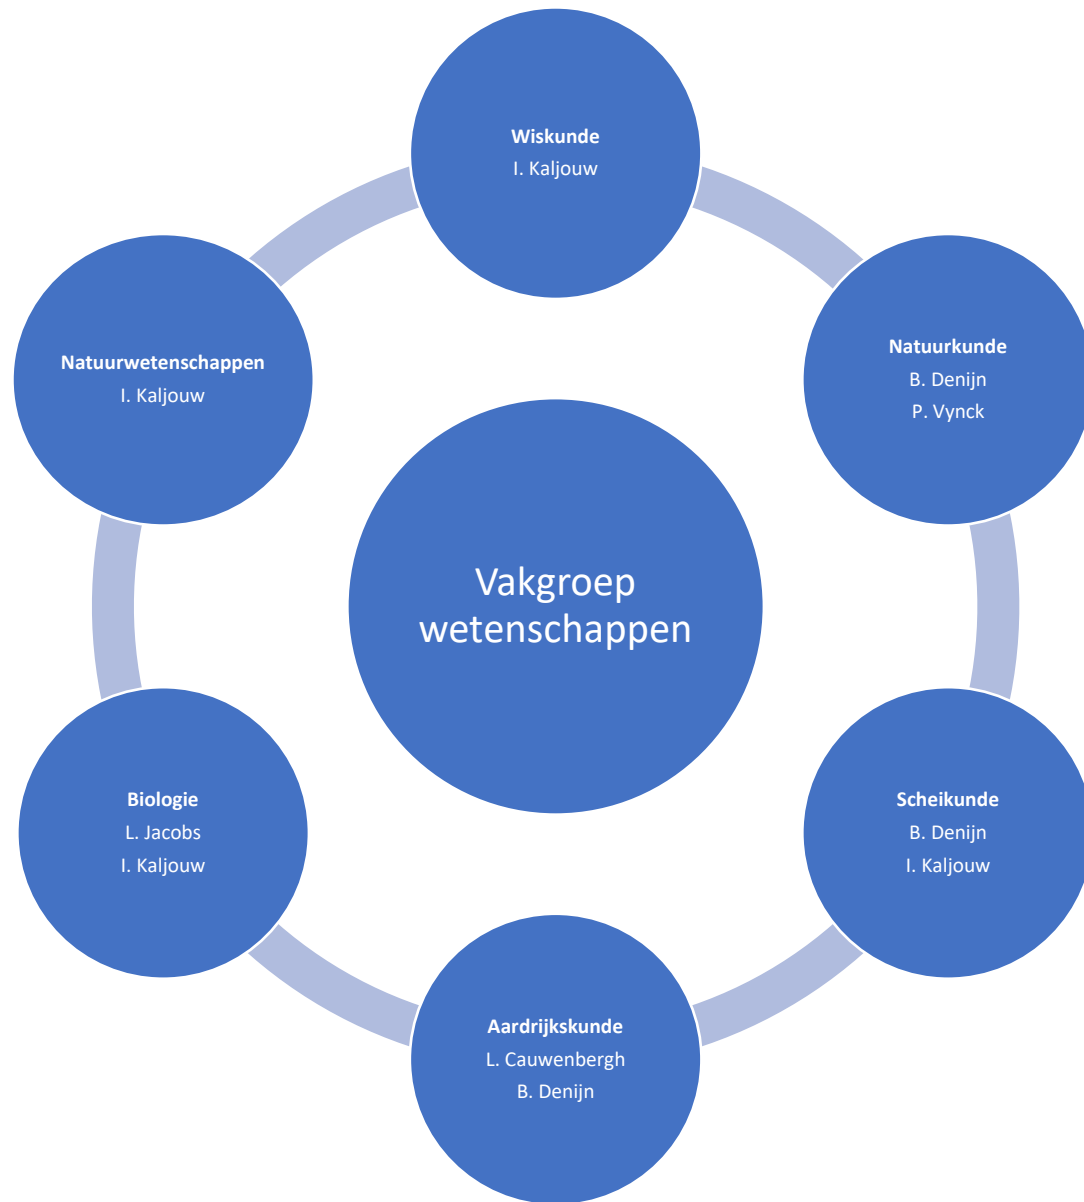 Wiskunde
I. Kaljouw
Natuurwetenschappen
I. Kaljouw
Natuurkunde
B. Denijn
P. Vynck
Vakgroep
wetenschappen
Biologie
L. Jacobs
I. Kaljouw
Scheikunde
B. Denijn
I. Kaljouw
Aardrijkskunde
L. Cauwenbergh
B. Denijn